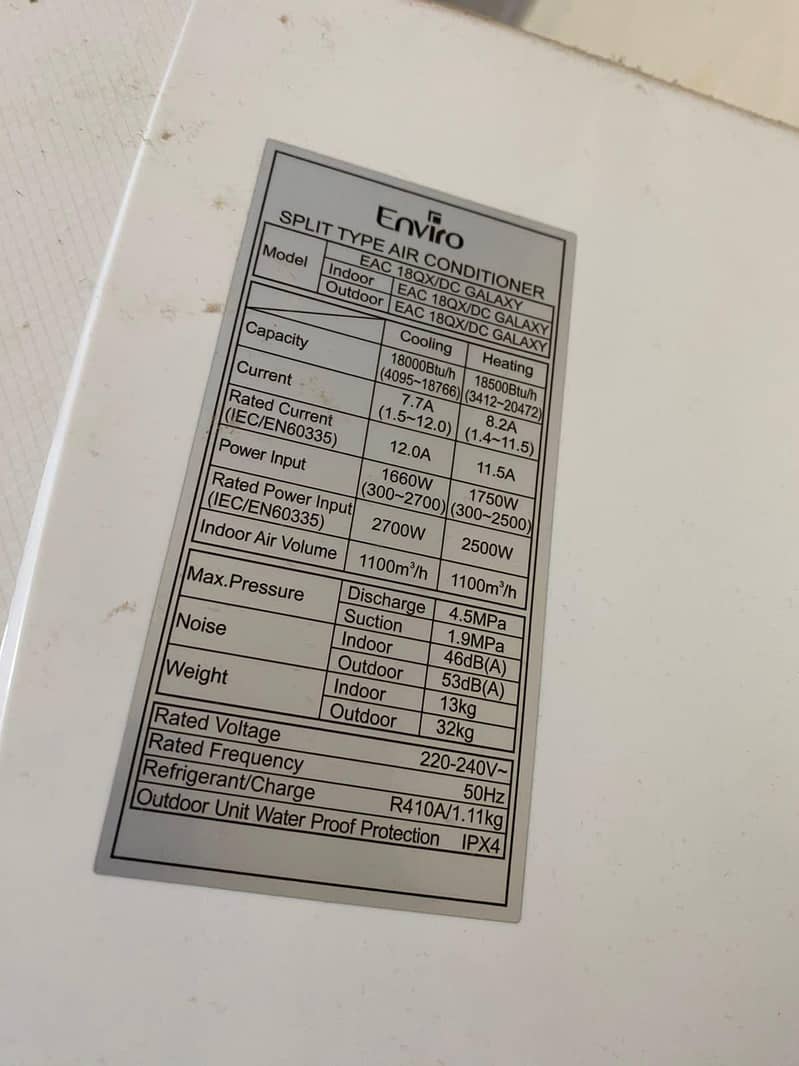 Enviro
SPLIT TYPE AIR CONDITIONER
Model EAC 18QX/DC GALAXY
Indoor EAC 18QX/DC GALAXY
Outdoor EAC 18QX/DC GALAXY
Cooling Heating
Capacity 18000Btu/h (4095~18766) 18500Btu/h (3412~20472)
Current 7.7A (1.5~12.0) 8.2A (1.4~11.5)
Rated Current (IEC/EN60335) 12.0A 11.5A
Power Input 1660W (300~2700) 1750W (300~2500)
Rated Power Input (IEC/EN60335) 2700W 2500W
Indoor Air Volume 1100m³/h 1100m³/h
Max.Pressure Discharge 4.5MPa
Suction 1.9MPa
Noise Indoor 46dB(A)
Outdoor 53dB(A)
Weight Indoor 13kg
Outdoor 32kg
Rated Voltage 220-240V~
Rated Frequency 50Hz
Refrigerant/Charge R410A/1.11kg
Outdoor Unit Water Proof Protection IPX4